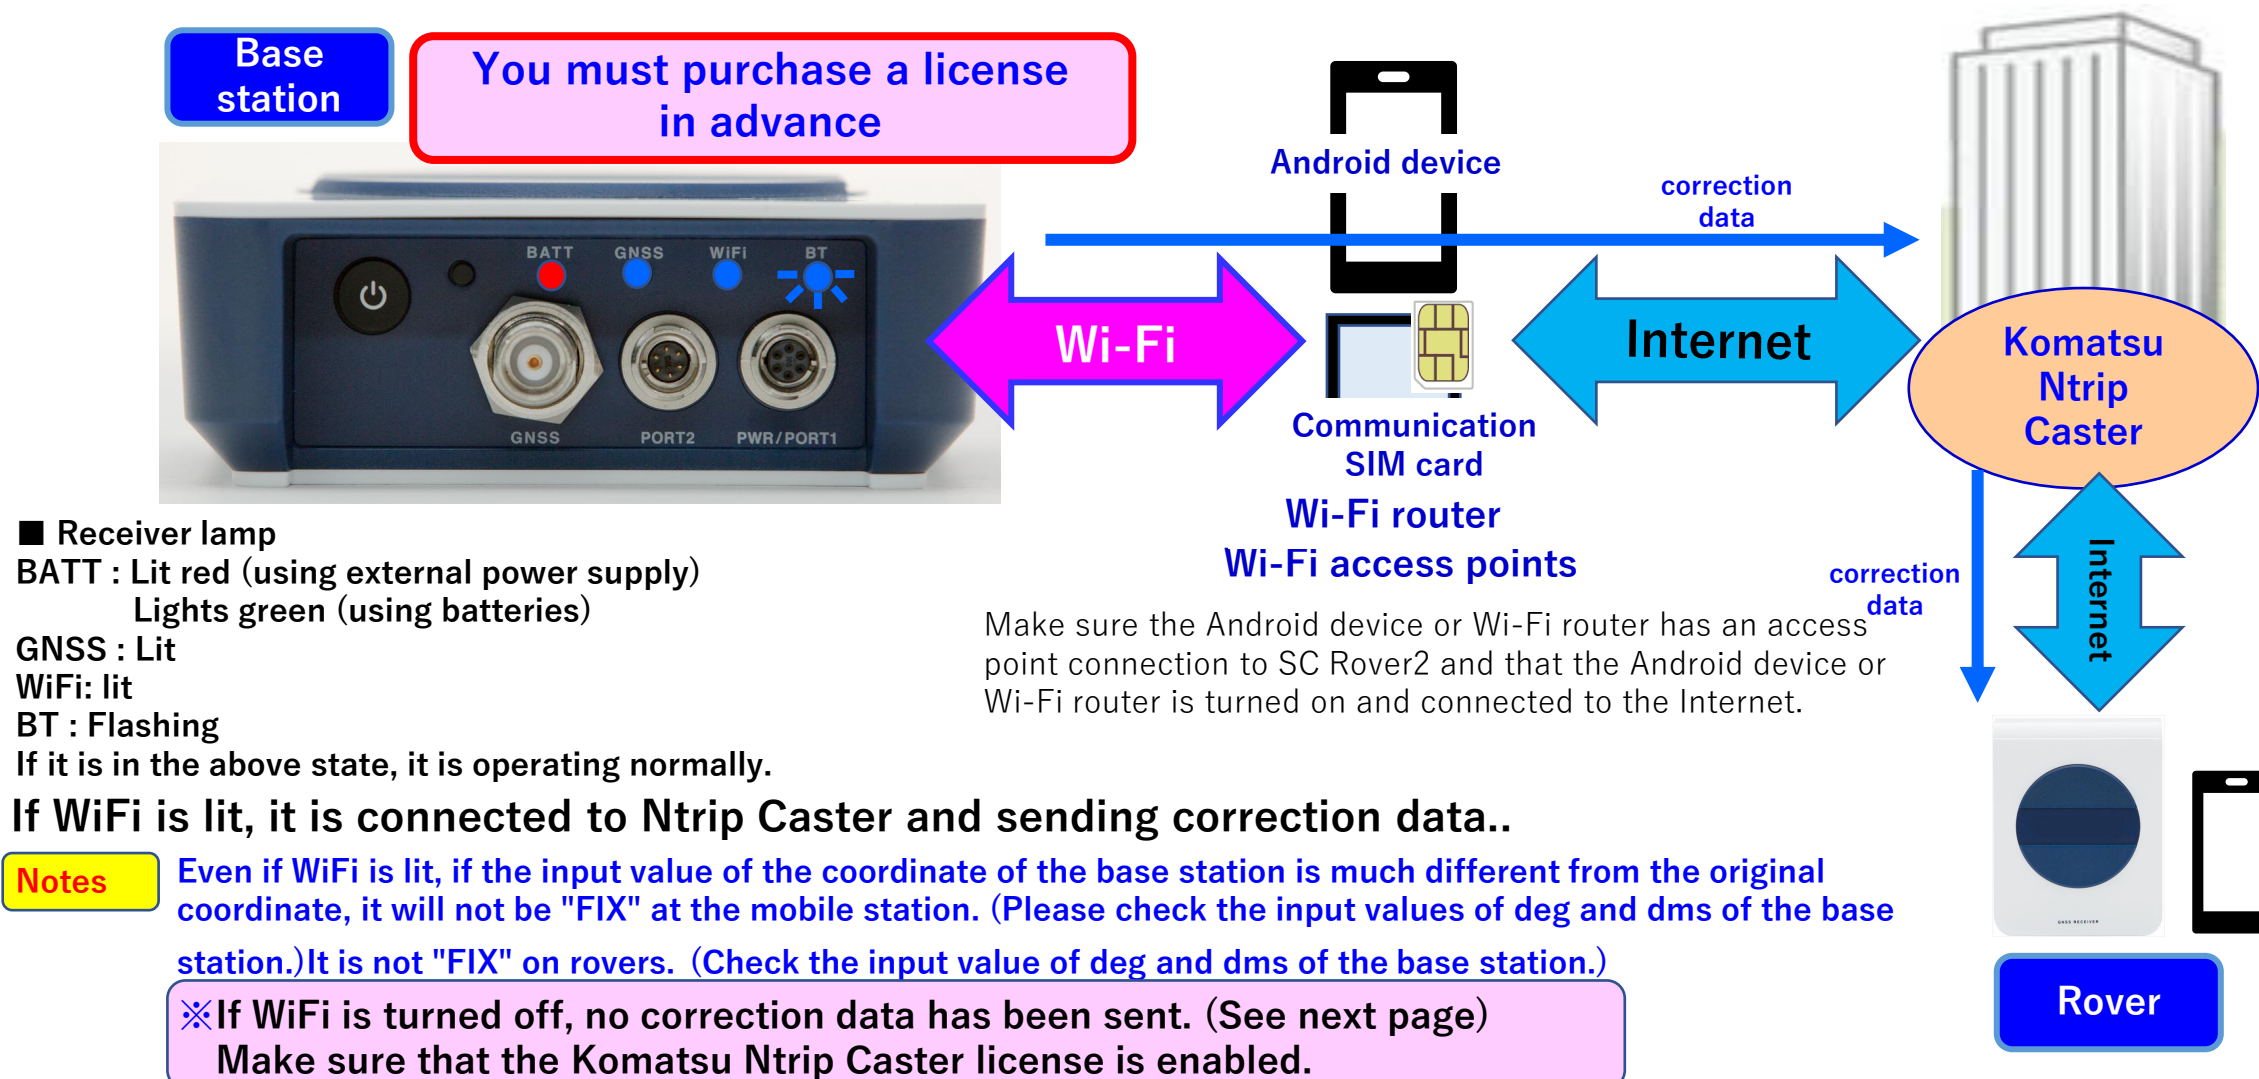 Base
station
You must purchase a license
in advance
Android device
correction
data
BATT
GNSS
WiFi
BT
Wi-Fi
Internet
Komatsu
Ntrip
Caster
GNSS
PORT2
PWR/PORT1
Communication
SIM card
Wi-Fi router
Wi-Fi access points
■ Receiver lamp
BATT : Lit red (using external power supply)
Lights green (using batteries)
GNSS : Lit
WiFi: lit
BT : Flashing
If it is in the above state, it is operating normally.
Make sure the Android device or Wi-Fi router has an access
point connection to SC Rover2 and that the Android device or
Wi-Fi router is turned on and connected to the Internet.
correction
data
Internet
If WiFi is lit, it is connected to Ntrip Caster and sending correction data..
Notes
Even if WiFi is lit, if the input value of the coordinate of the base station is much different from the original
coordinate, it will not be "FIX" at the mobile station. (Please check the input values of deg and dms of the base
station.)It is not "FIX" on rovers. (Check the input value of deg and dms of the base station.)
GNSS RECEIVER
Rover
※If WiFi is turned off, no correction data has been sent. (See next page)
Make sure that the Komatsu Ntrip Caster license is enabled.